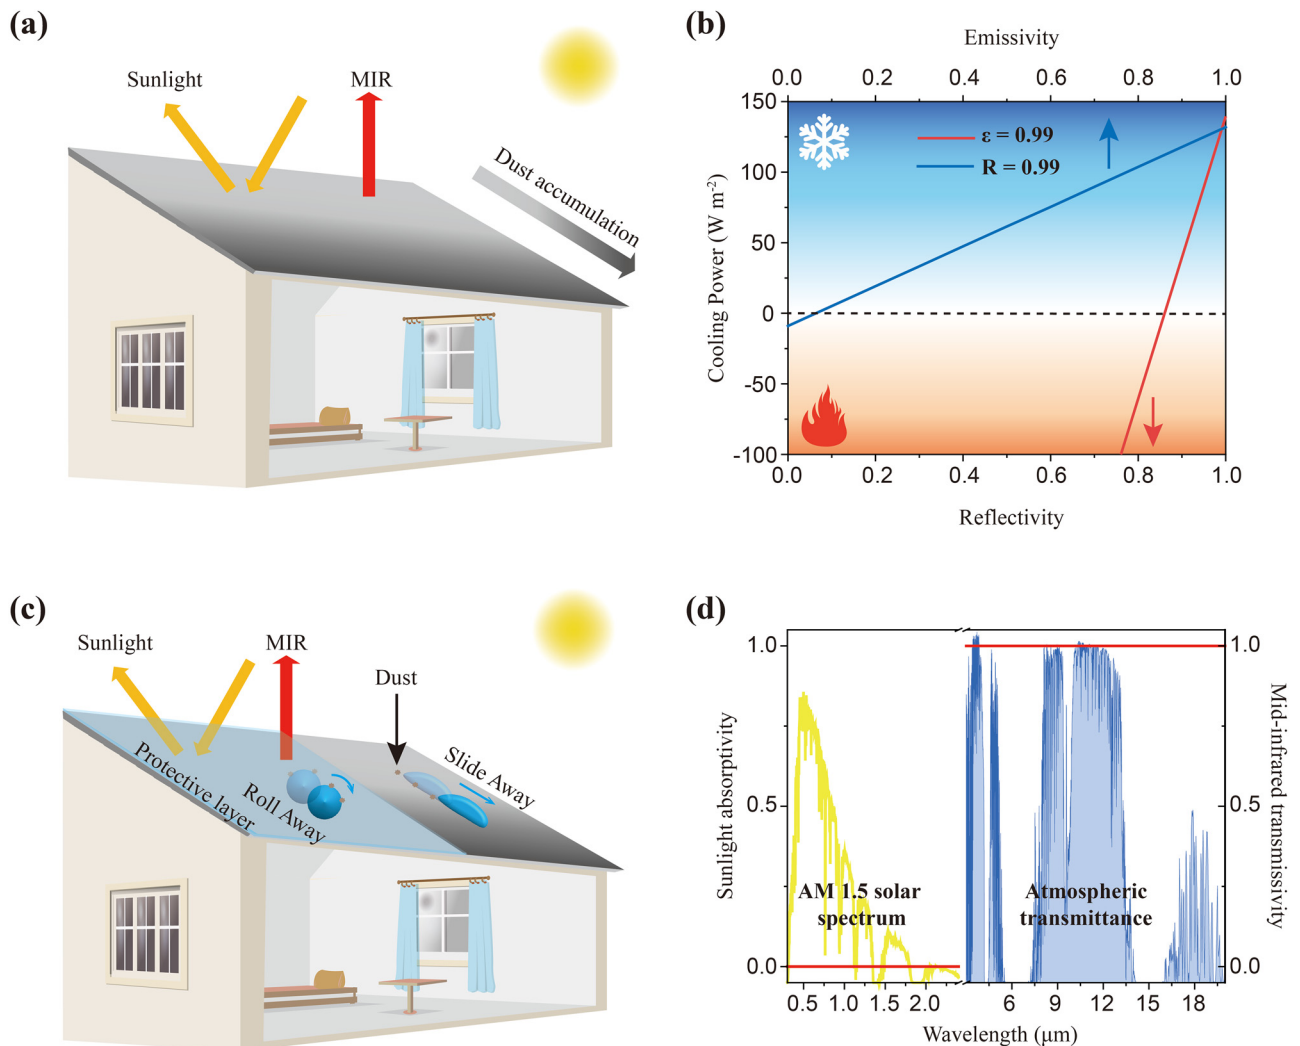 (a)
Sunlight
MIR
Dust accumulation
(b)
Emissivity
0.0 0.2 0.4 0.6 0.8 1.0
150
100
50
0
-50
-100
Cooling Power (W m⁻²)
ε = 0.99
R = 0.99
0.0 0.2 0.4 0.6 0.8 1.0
Reflectivity
(c)
Sunlight
MIR
Dust
Protective layer
Roll Away
Slide Away
(d)
1.0
0.5
0.0
Sunlight absorptivity
AM 1.5 solar
spectrum
Atmospheric
transmittance
1.0
0.5
0.0
Mid-infrared transmissivity
0.5 1.0 1.5 2.0 6 9 12 15 18
Wavelength (μm)